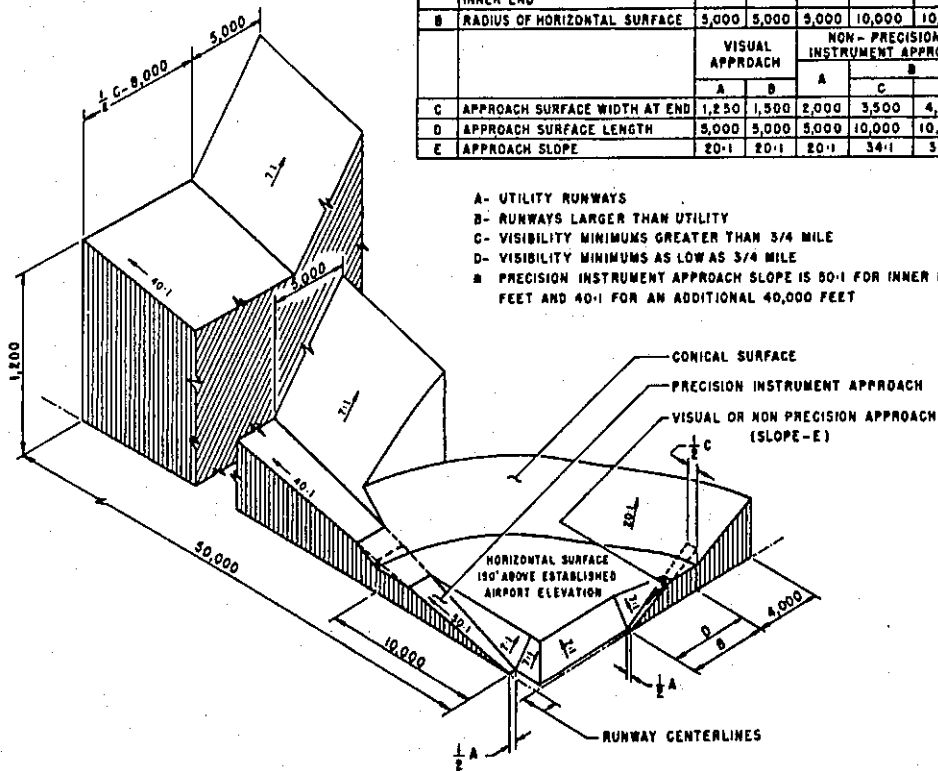 INNER END
B RADIUS OF HORIZONTAL SURFACE 5,000 5,000 5,000 10,000 10,
VISUAL APPROACH
NON- PRECISION INSTRUMENT APPRO
A B A B
C
C APPROACH SURFACE WIDTH AT END 1,250 1,500 2,000 3,500 4,
D APPROACH SURFACE LENGTH 5,000 5,000 5,000 10,000 10,
E APPROACH SLOPE 20:1 20:1 20:1 34:1 3
A- UTILITY RUNWAYS
B- RUNWAYS LARGER THAN UTILITY
C- VISIBILITY MINIMUMS GREATER THAN 3/4 MILE
D- VISIBILITY MINIMUMS AS LOW AS 3/4 MILE
PRECISION INSTRUMENT APPROACH SLOPE IS 50:1 FOR INNER
FEET AND 40:1 FOR AN ADDITIONAL 40,000 FEET
5,000
1/2 C-8,000
7:1
40:1
5,000
1,200
7:1
40:1
50,000
CONICAL SURFACE
PRECISION INSTRUMENT APPROACH
VISUAL OR NON PRECISION APPROACH
(SLOPE-E)
1/2 C
20:1
HORIZONTAL SURFACE
150' ABOVE ESTABLISHED
AIRPORT ELEVATION
50:1
7:1
7:1
7:1
7:1
10,000
4,000
D
B
1/2 A
RUNWAY CENTERLINES
1/2 A